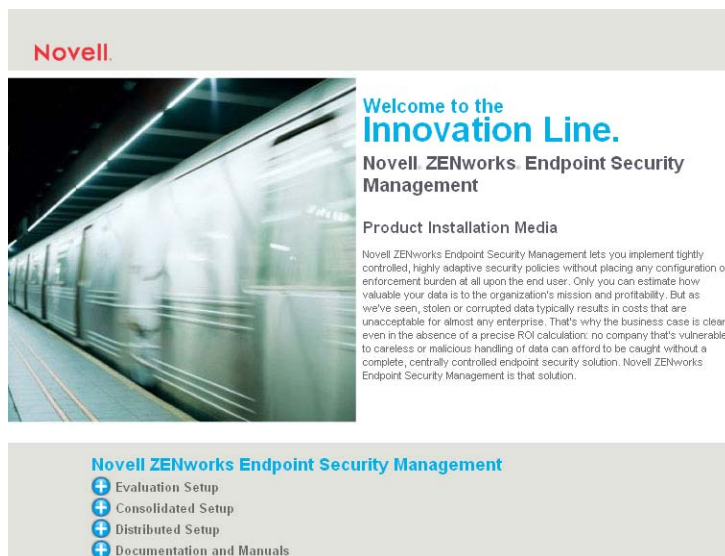 Novell.
Welcome to the
Innovation Line.
Novell. ZENworks. Endpoint Security
Management
Product Installation Media
Novell ZENworks Endpoint Security Management lets you implement tightly
controlled, highly adaptive security policies without placing any configuration o
enforcement burden at all upon the end user. Only you can estimate how
valuable your data is to the organization's mission and profitability. But as
we've seen, stolen or corrupted data typically results in costs that are
unacceptable for almost any enterprise. That's why the business case is clear
even in the absence of a precise ROI calculation: no company that's vulnerable
to careless or malicious handling of data can afford to be caught without a
complete, centrally controlled endpoint security solution. Novell ZENworks
Endpoint Security Management is that solution.
Novell ZENworks Endpoint Security Management
Evaluation Setup
Consolidated Setup
Distributed Setup
Documentation and Manuals